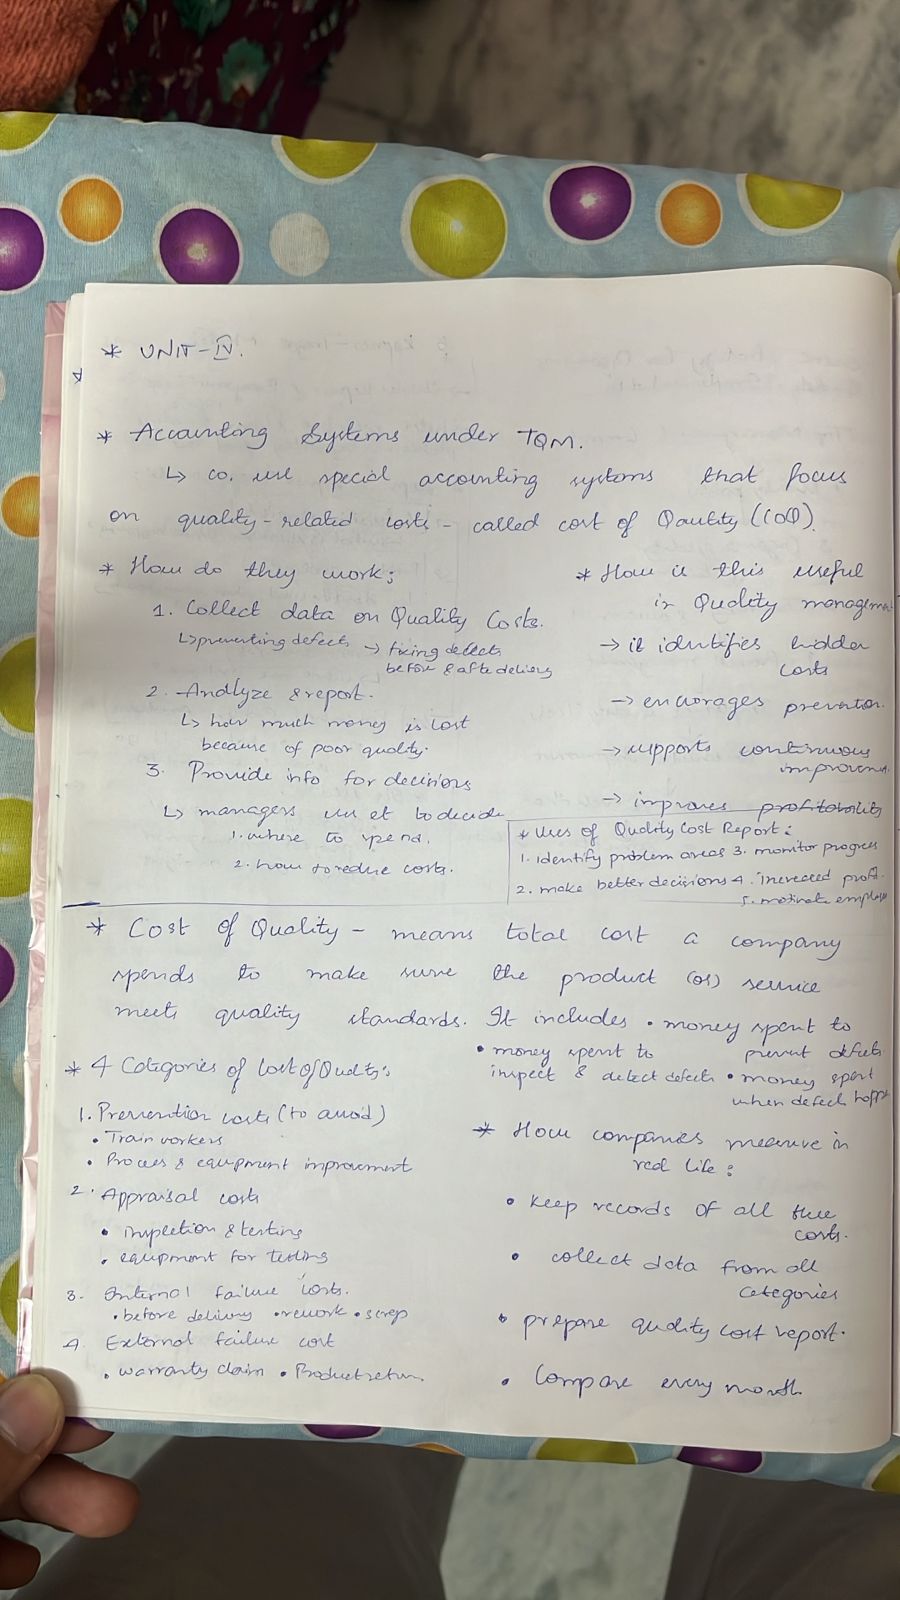 * UNIT-IV.
*
* Accounting Systems under TQM.
↳ co. use special accounting systems that focus
on quality-related costs - called cost of Qaulity (COQ).
* How do they work;
1. Collect data on Quality Costs.
↳ preventing defects → fixing defects
before & after delivery
2. Analyze & report.
↳ how much money is lost
because of poor quality.
3. Provide info for decisions
↳ managers use it to decide
1. where to spend.
2. how to reduce costs.
* How is this useful
in Quality managemen
→ it identifies hidden
costs
→ encourages prevention.
→ supports continuous
improvement.
→ improves profitability
* Uses of Quality Cost Report:
1. identify problem areas 3. monitor progress
2. make better decisions 4. increased profit.
5. motivate employe
* Cost of Quality - means total cost a company
spends to make sure the product (or) service
meets quality standards. It includes • money spent to
prevent defects
• money spent to
inspect & detect defects • money spent
when defects happ
* 4 Categories of Cost of Quality:
1. Prevention costs (to avoid)
• Train workers
• Process & equipment improvement
2. Appraisal costs
• inspection & testing
• equipment for testing
3. Internal failure costs.
• before delivery • rework • scrap
4. External failure cost
• warranty claim • Product return
* How companies measure in
real life:
• keep records of all these
costs.
• collect data from all
categories
• prepare quality cost report.
• Compare every month